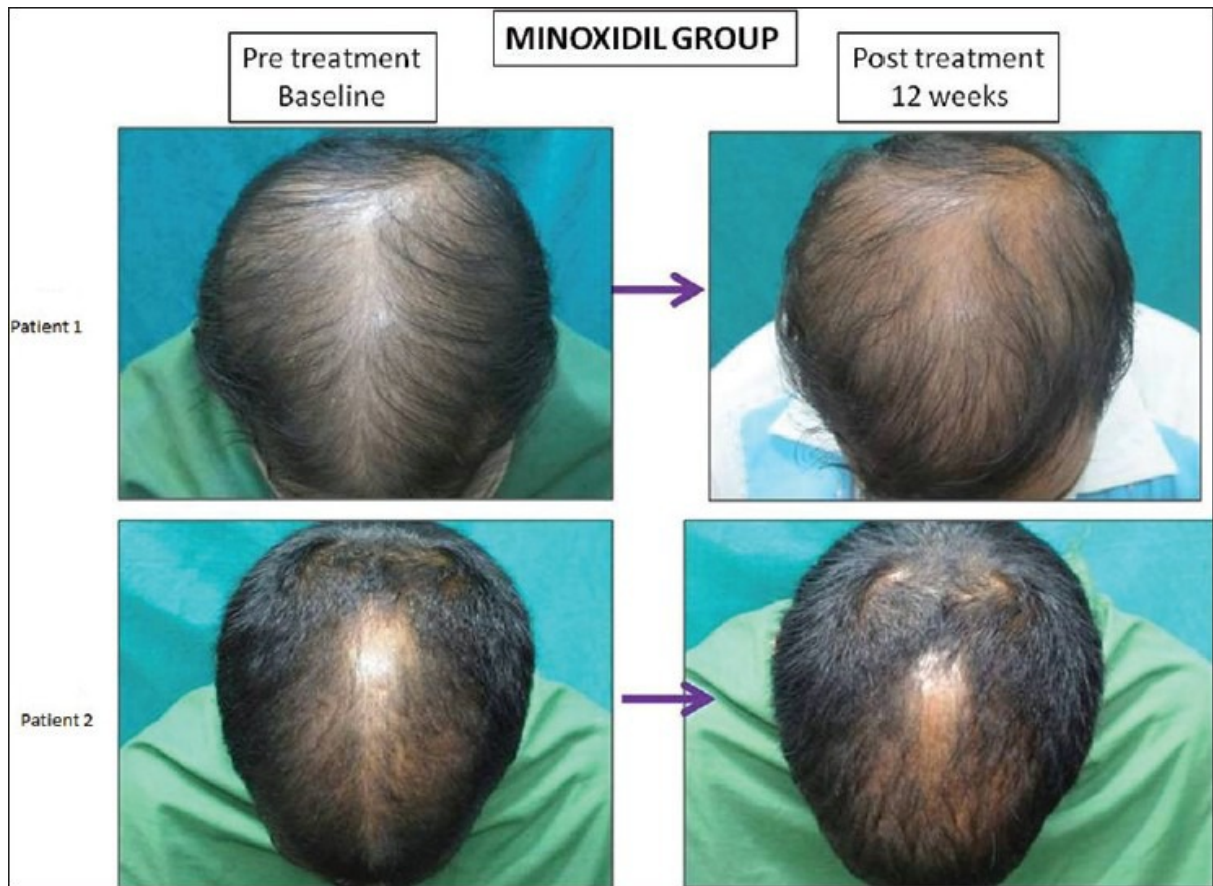 MINOXIDIL GROUP
Pre treatment
Baseline
Post treatment
12 weeks
Patient 1
Patient 2